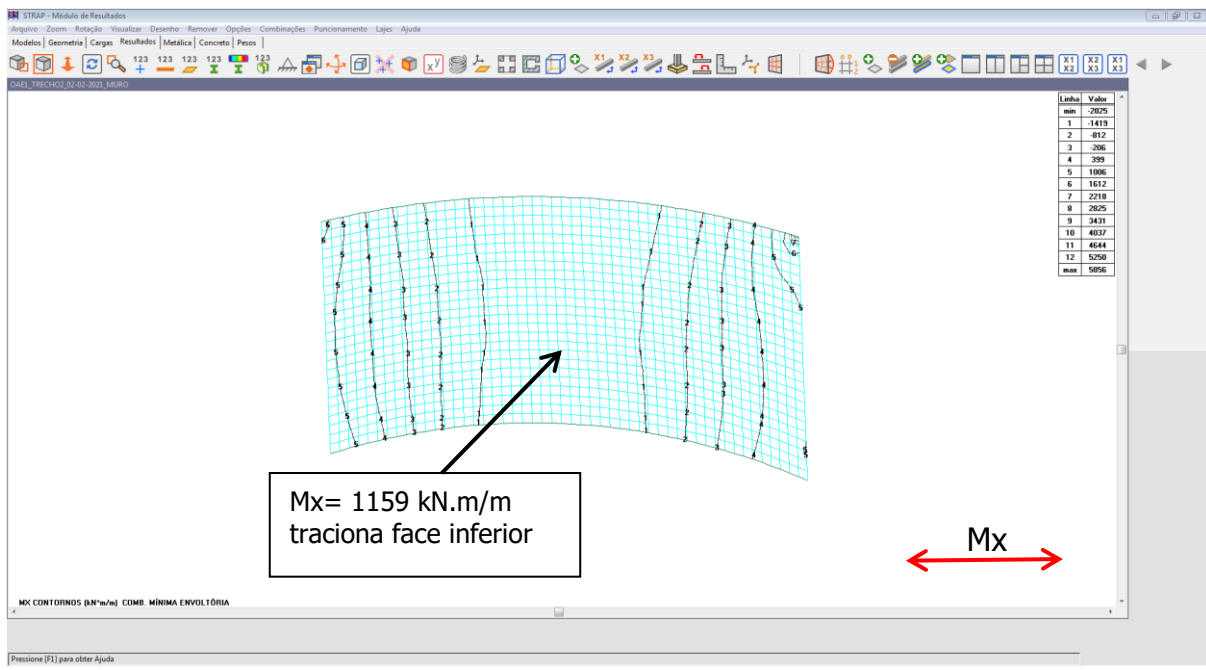 STRAP - Módulo de Resultados
Arquivo Zoom Rotação Visualizar Desenho Remover Opções Combinações Puncionamento Lajes Ajuda
Modelos Geometria Cargas Resultados Metálica Concreto Pesos
OAE1_TRECHO2_02-02-2021_MURO
Linha Valor
min -2025
1 -1419
2 -812
3 -206
4 399
5 1006
6 1612
7 2218
8 2825
9 3431
10 4037
11 4644
12 5250
max 5856
Mx= 1159 kN.m/m
traciona face inferior
Mx
MX CONTORNOS (kN*m/m) COMB. MÍNIMA ENVOLTÓRIA
Pressione [F1] para obter Ajuda